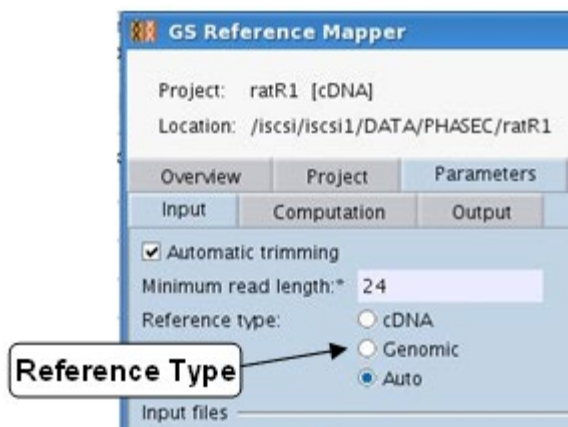 GS Reference Mapper
Project: ratR1 [cDNA]
Location: /iscsi/iscsi1/DATA/PHASEC/ratR1
Overview Project Parameters
Input Computation Output
Automatic trimming
Minimum read length:* 24
Reference type: cDNA
Genomic
Reference Type
Auto
Input files